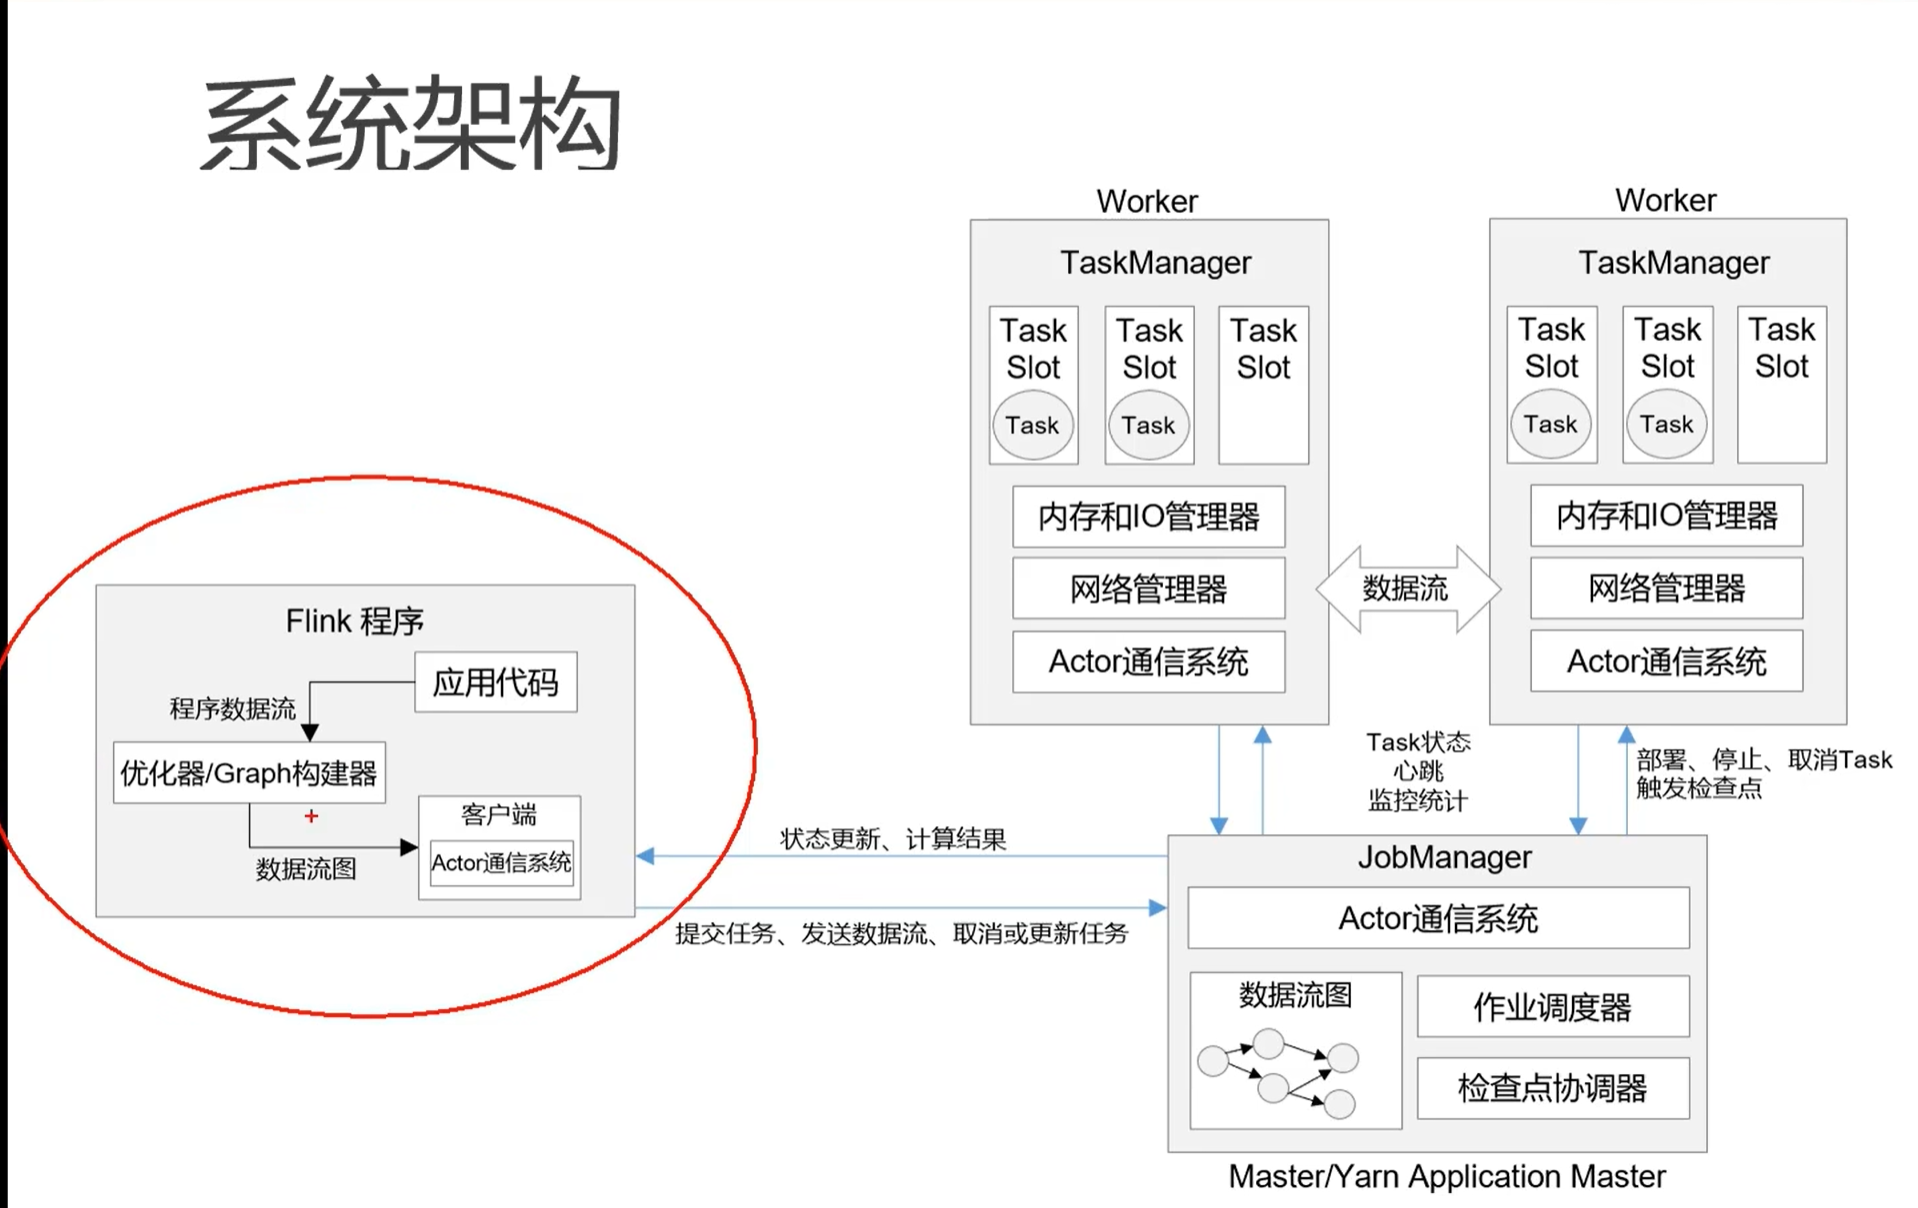 系统架构
Worker
TaskManager
Task
Slot
Task
Task
Slot
Task
Task
Slot
内存和IO管理器
网络管理器
Actor通信系统
数据流
Worker
TaskManager
Task
Slot
Task
Task
Slot
Task
Task
Slot
内存和IO管理器
网络管理器
Actor通信系统
Flink 程序
应用代码
程序数据流
优化器/Graph构建器
数据流图
客户端
Actor通信系统
状态更新、计算结果
提交任务、发送数据流、取消或更新任务
Task状态
心跳
监控统计
部署、停止、取消Task
触发检查点
JobManager
Actor通信系统
数据流图
作业调度器
检查点协调器
Master/Yarn Application Master